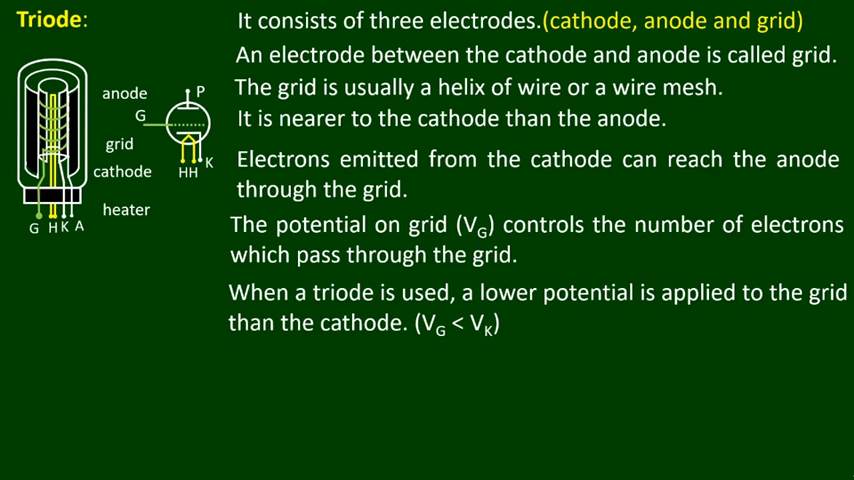 Triode:
It consists of three electrodes.(cathode, anode and grid)
An electrode between the cathode and anode is called grid.
The grid is usually a helix of wire or a wire mesh.
It is nearer to the cathode than the anode.
Electrons emitted from the cathode can reach the anode
through the grid.
The potential on grid (VG) controls the number of electrons
which pass through the grid.
When a triode is used, a lower potential is applied to the grid
than the cathode. (VG < VK)
anode
grid
cathode
heater
G H K A
P
G
K
HH